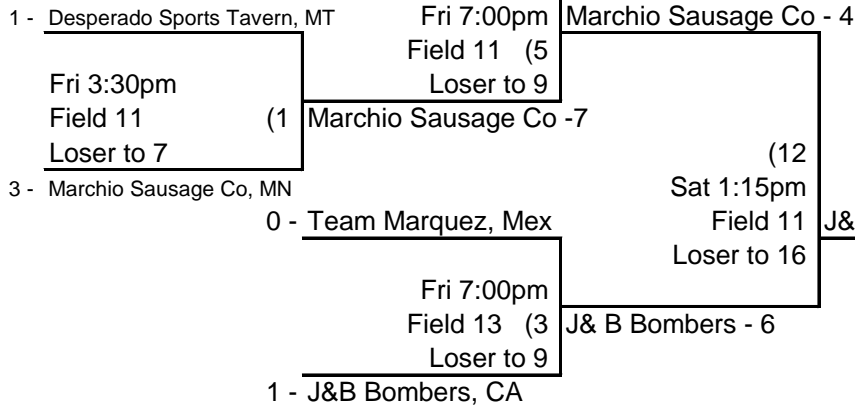 1 - Desperado Sports Tavern, MT
Fri 7:00pm
Marchio Sausage Co - 4
Field 11 (5
Fri 3:30pm
Loser to 9
Field 11 (1
Marchio Sausage Co -7
Loser to 7
(12
3 - Marchio Sausage Co, MN
Sat 1:15pm
0 - Team Marquez, Mex
Field 11
J&
Loser to 16
Fri 7:00pm
Field 13 (3
J& B Bombers - 6
Loser to 9
1 - J&B Bombers, CA